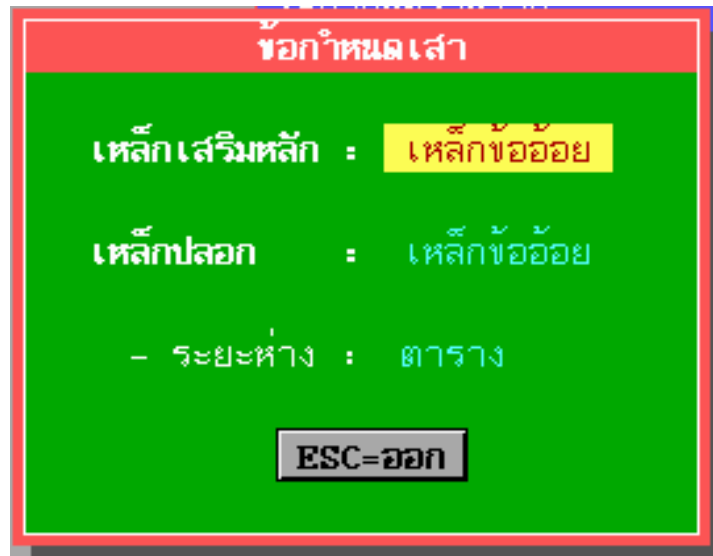 ข้อกำหนดเสา
เหล็กเสริมหลัก : เหล็กข้ออ้อย
เหล็กปลอก : เหล็กข้ออ้อย
- ระยะห่าง : ตาราง
ESC=ออก